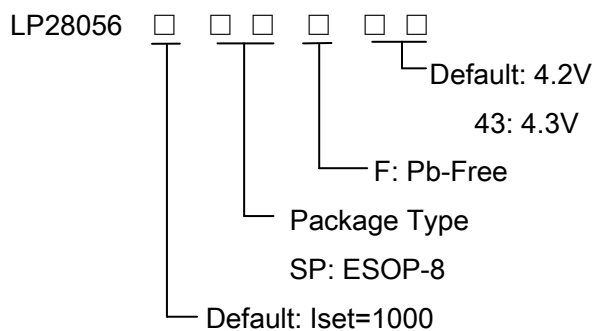 LP28056 □ □ □ □ □ □
Default: 4.2V
43: 4.3V
F: Pb-Free
Package Type
SP: ESOP-8
Default: Iset=1000